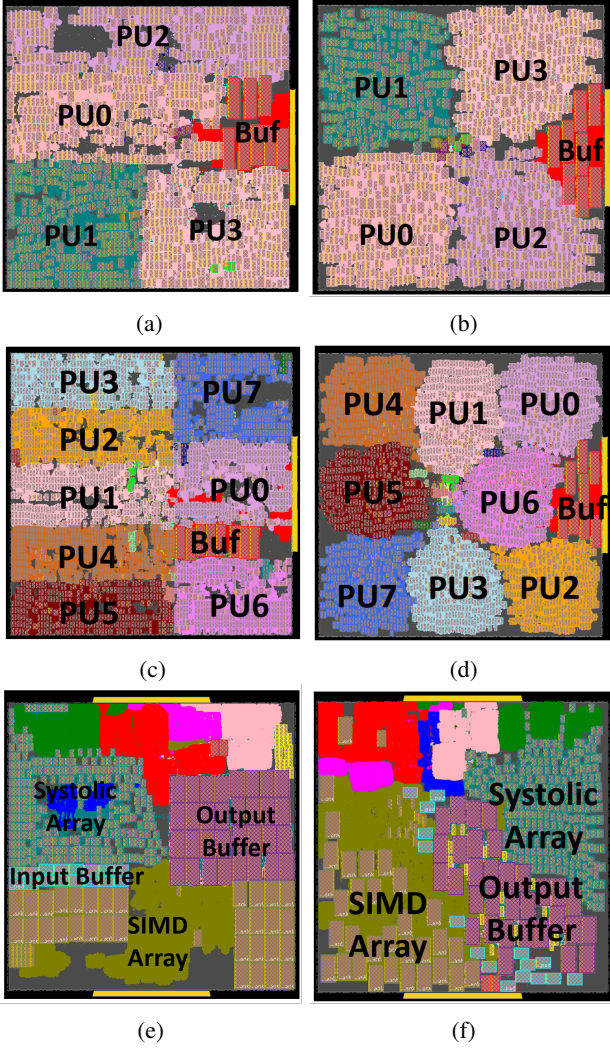 PU2
PU0
Buf
PU1
PU3
(a)
PU1
PU3
Buf
PU0
PU2
(b)
PU3
PU7
PU2
PU1
PU0
PU4
Buf
PU5
PU6
(c)
PU4
PU1
PU0
PU5
PU6
Buf
PU7
PU3
PU2
(d)
Systolic
Array
Output
Buffer
Input Buffer
SIMD
Array
(e)
Systolic
Array
SIMD
Array
Output
Buffer
(f)